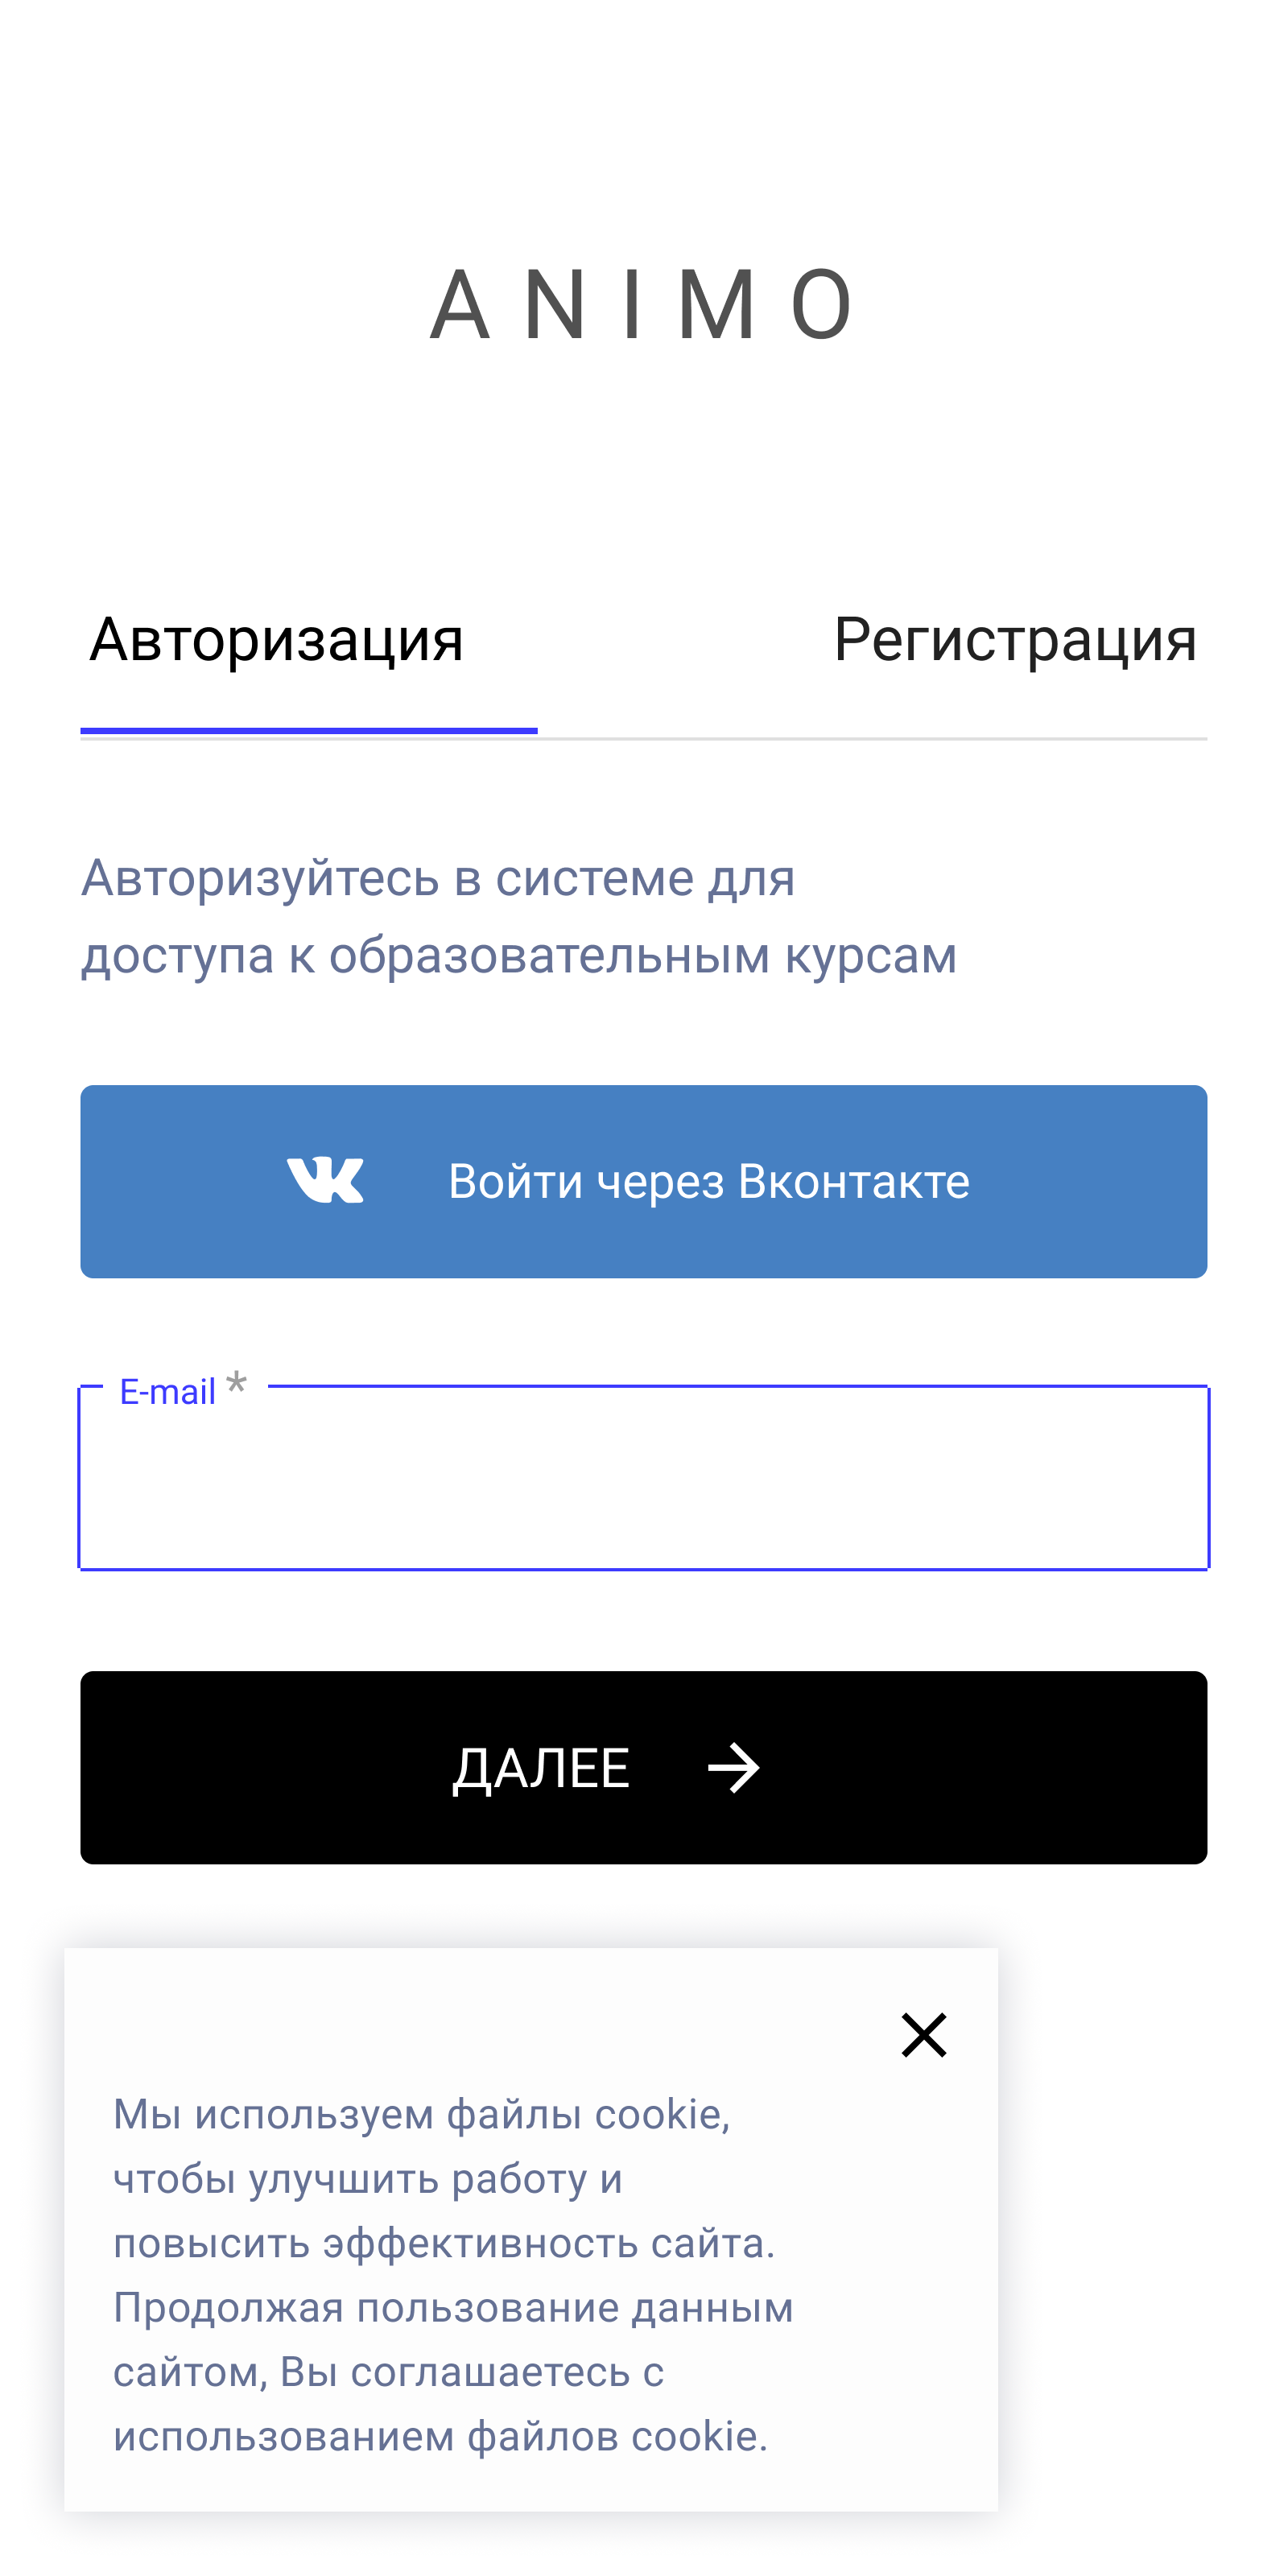 ANIMO
Авторизация
Регистрация
Авторизуйтесь в системе для
доступа к образовательным курсам
Войти через Вконтакте
E-mail *
ДАЛЕЕ
Мы используем файлы cookie,
чтобы улучшить работу и
повысить эффективность сайта.
Продолжая пользование данным
сайтом, Вы соглашаетесь с
использованием файлов cookie.